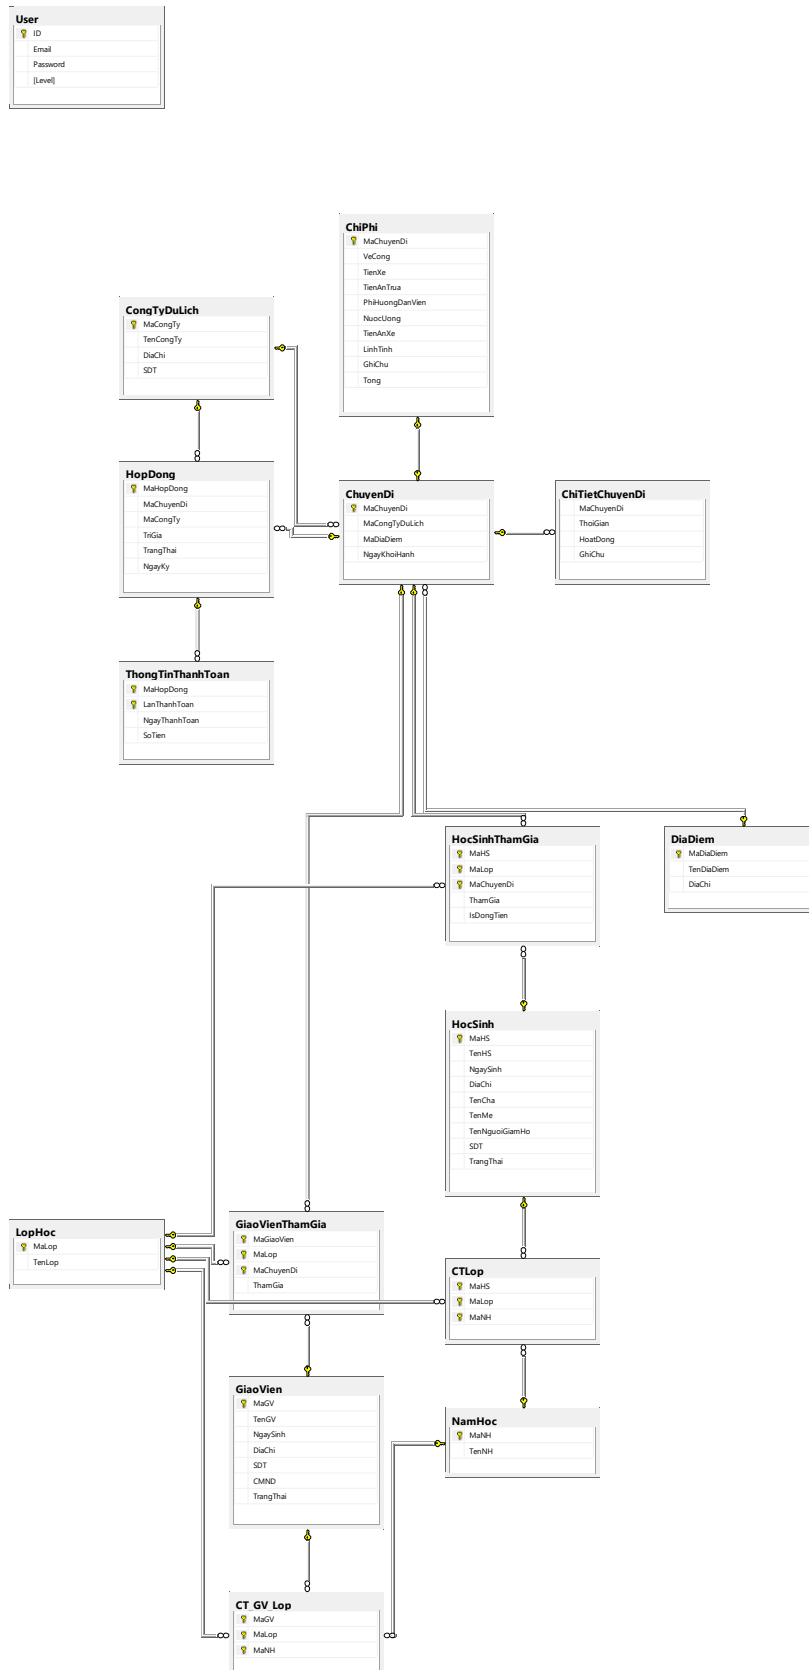 User
ID
Email
Password
[Level]
ChiPhi
MaChuyenDi
VeCong
TienXe
TienAnTrua
PhiHuongDanVien
NuocUong
TienAnXe
LinhTinh
GhiChu
Tong
CongTyDuLich
MaCongTy
TenCongTy
DiaChi
SDT
HopDong
MaHopDong
MaChuyenDi
MaCongTy
TriGia
TrangThai
NgayKy
ChuyenDi
MaChuyenDi
MaCongTyDuLich
MaDiaDiem
NgayKhoiHanh
ChiTietChuyenDi
MaChuyenDi
ThoiGian
HoatDong
GhiChu
ThongTinThanhToan
MaHopDong
LanThanhToan
NgayThanhToan
SoTien
HocSinhThamGia
MaHS
MaLop
MaChuyenDi
ThamGia
IsDongTien
DiaDiem
MaDiaDiem
TenDiaDiem
DiaChi
HocSinh
MaHS
TenHS
NgaySinh
DiaChi
TenCha
TenMe
TenNguoiGiamHo
SDT
TrangThai
LopHoc
MaLop
TenLop
GiaoVienThamGia
MaGiaoVien
MaLop
MaChuyenDi
ThamGia
CTLop
MaHS
MaLop
MaNH
GiaoVien
MaGV
TenGV
NgaySinh
DiaChi
SDT
CMND
TrangThai
NamHoc
MaNH
TenNH
CT_GV_Lop
MaGV
MaLop
MaNH